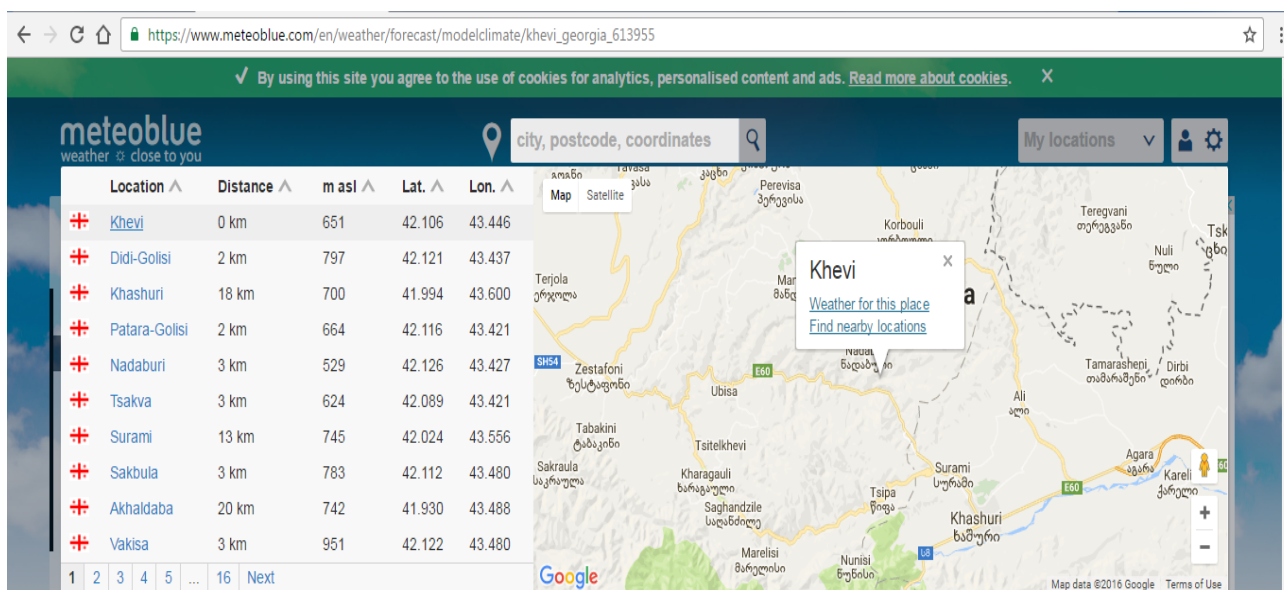 https://www.meteoblue.com/en/weather/forecast/modelclimate/khevi_georgia_613955
✓ By using this site you agree to the use of cookies for analytics, personalised content and ads. Read more about cookies. X
meteoblue
weather ☼ close to you
city, postcode, coordinates
My locations
Location Distance m asl Lat. Lon.
Khevi 0 km 651 42.106 43.446
Didi-Golisi 2 km 797 42.121 43.437
Khashuri 18 km 700 41.994 43.600
Patara-Golisi 2 km 664 42.116 43.421
Nadaburi 3 km 529 42.126 43.427
Tsakva 3 km 624 42.089 43.421
Surami 13 km 745 42.024 43.556
Sakbula 3 km 783 42.112 43.480
Akhaldaba 20 km 742 41.930 43.488
Vakisa 3 km 951 42.122 43.480
1 2 3 4 5 ... 16 Next
Map Satellite
Perevisa
პერევისა
Korbouli
Teregvani
თერეგვანი
Nuli
ნული
Khevi
Weather for this place
Find nearby locations
Terjola
SH54
Zestafoni
ზესტაფონი
E60
Ubisa
Tamarasheni
თამარაშენი
Dirbi
დირბი
Ali
ალი
Tabakini
ტაბაკინი
Tsitelkhevi
Sakraula
საკრაულა
Kharagauli
ხარაგაული
Saghandzile
საღანძილე
Surami
სურამი
Tsipa
წიფა
Khashuri
ხაშური
E60
Agara
აგარა
Kareli
ქარელი
Marelisi
მარელისი
Nunisi
ნუნისი
Google
Map data ©2016 Google Terms of Use